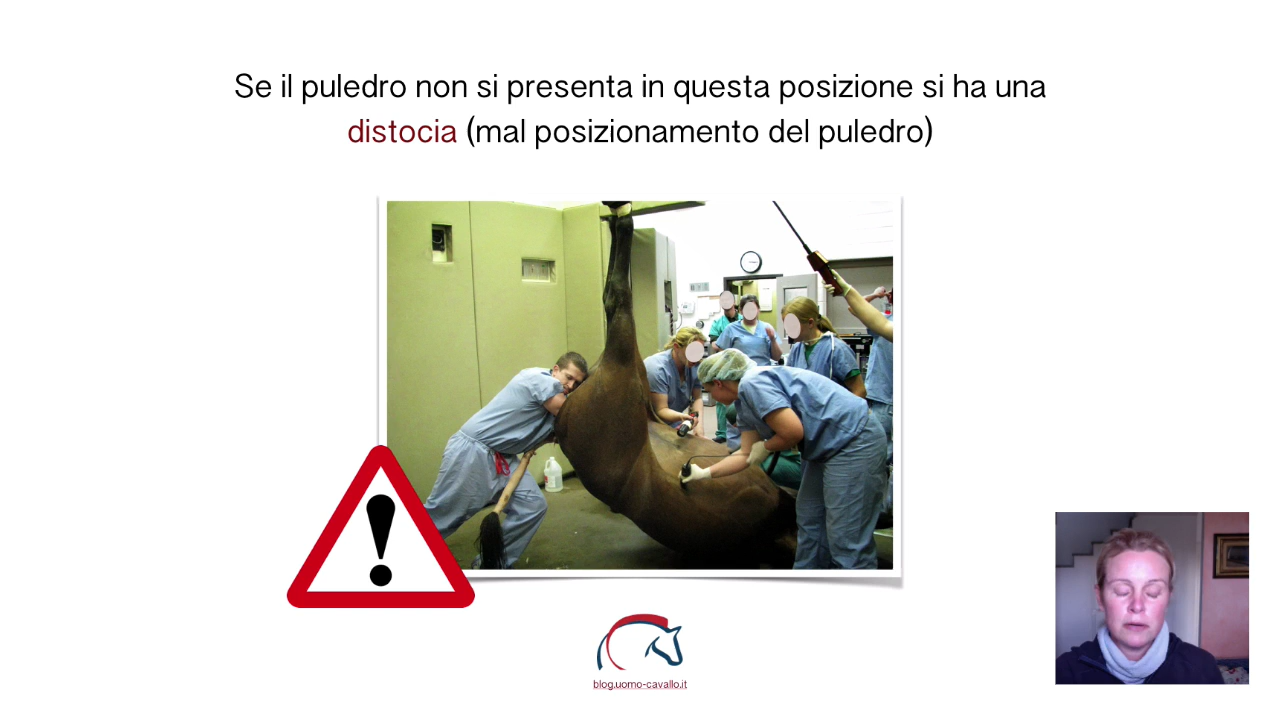 Se il puledro non si presenta in questa posizione si ha una
distocia (mal posizionamento del puledro)
blog.uomo-cavallo.it